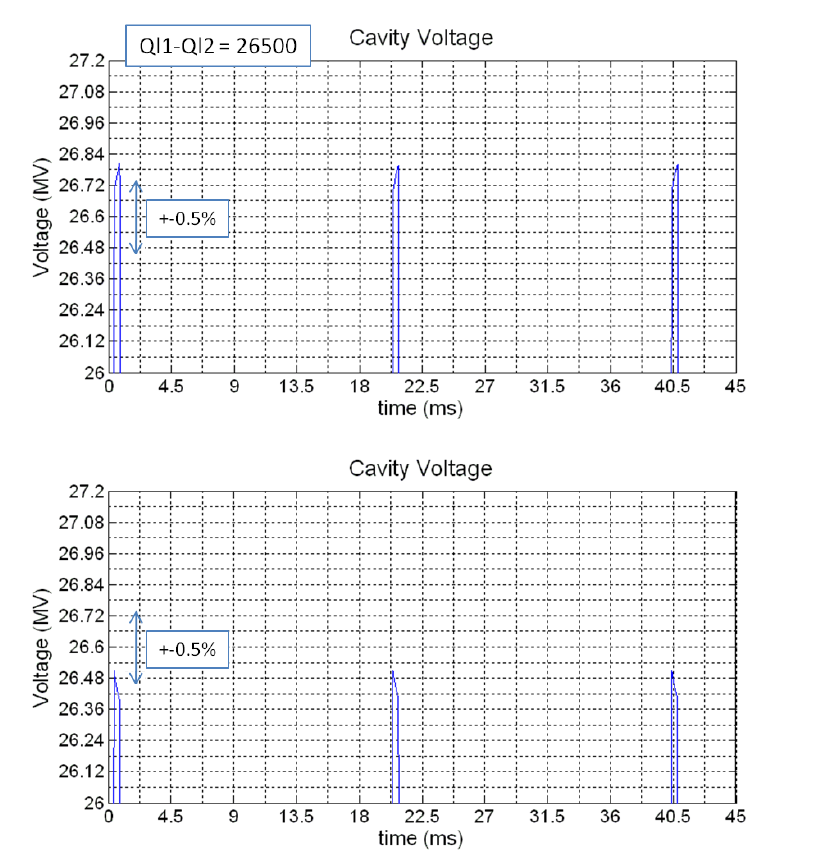 Ql1-Ql2 = 26500
Cavity Voltage
27.2
27.08
26.96
26.84
26.72
26.6
26.48
26.36
26.24
26.12
26
Voltage (MV)
+-0.5%
0 4.5 9 13.5 18 22.5 27 31.5 36 40.5 45
time (ms)
Cavity Voltage
27.2
27.08
26.96
26.84
26.72
26.6
26.48
26.36
26.24
26.12
26
Voltage (MV)
+-0.5%
0 4.5 9 13.5 18 22.5 27 31.5 36 40.5 45
time (ms)